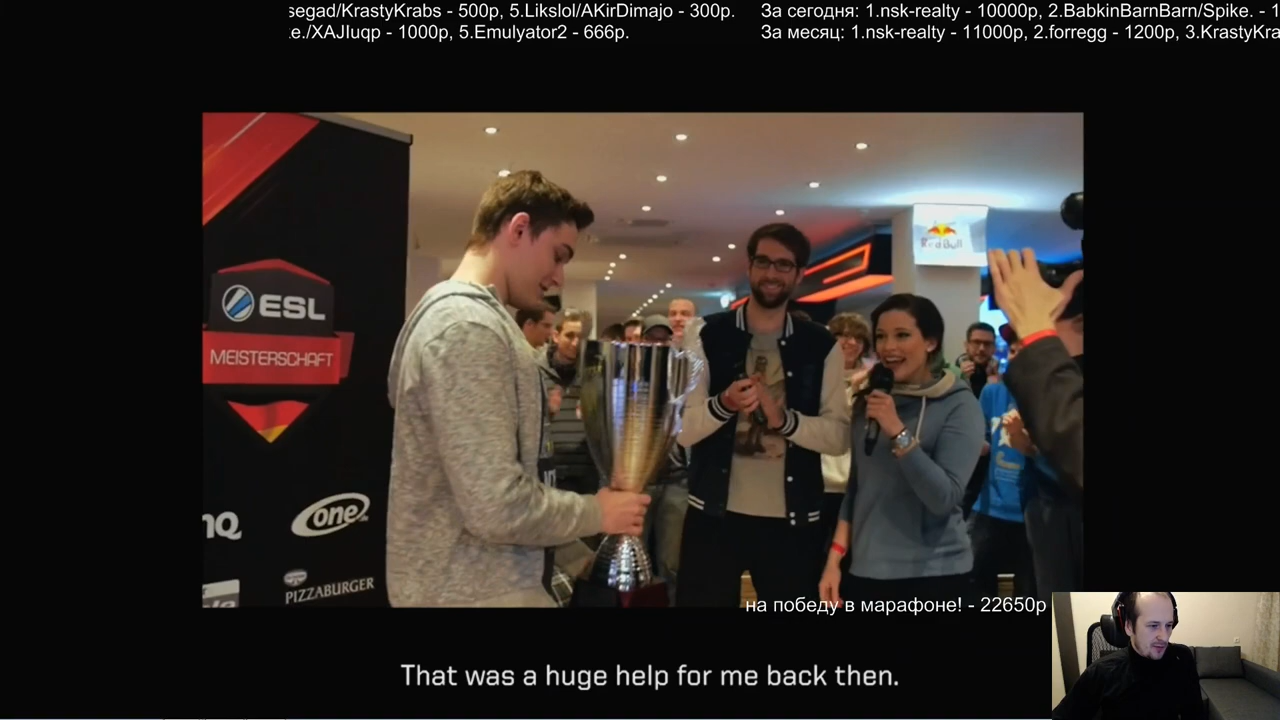 segad/KrastyKrabs - 500р, 5.Likslol/AKirDimajo - 300р.
За сегодня: 1.nsk-realty - 10000р, 2.BabkinBarnBarn/Spike. - 1
.e./XAJIuqp - 1000р, 5.Emulyator2 - 666р.
За месяц: 1.nsk-realty - 11000р, 2.forregg - 1200р, 3.KrastyKra
Red Bull
ESL
MEISTERSCHAFT
nQ
one
PIZZABURGER
на победу в марафоне! - 22650р
That was a huge help for me back then.